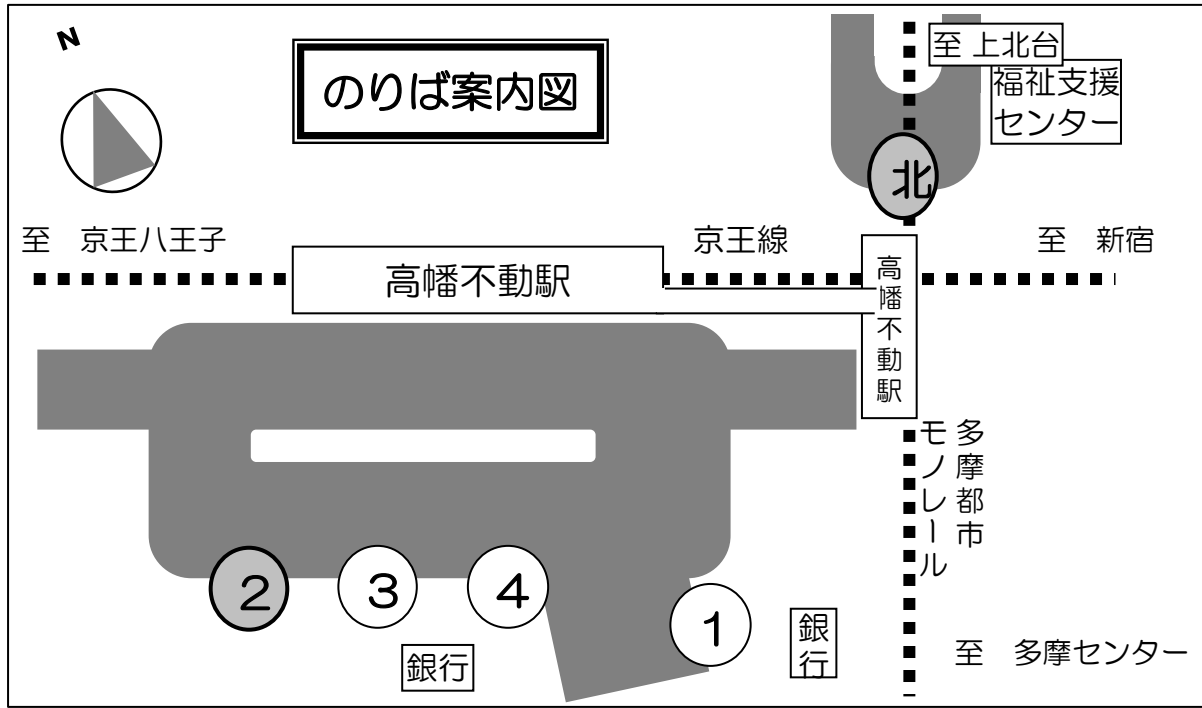 N
のりば案内図
至 上北台
福祉支援
センター
北
至　京王八王子
京王線
至　新宿
高幡不動駅
高幡不動駅
多摩都市
モノレール
2
3
4
1
銀行
銀行
至　多摩センター